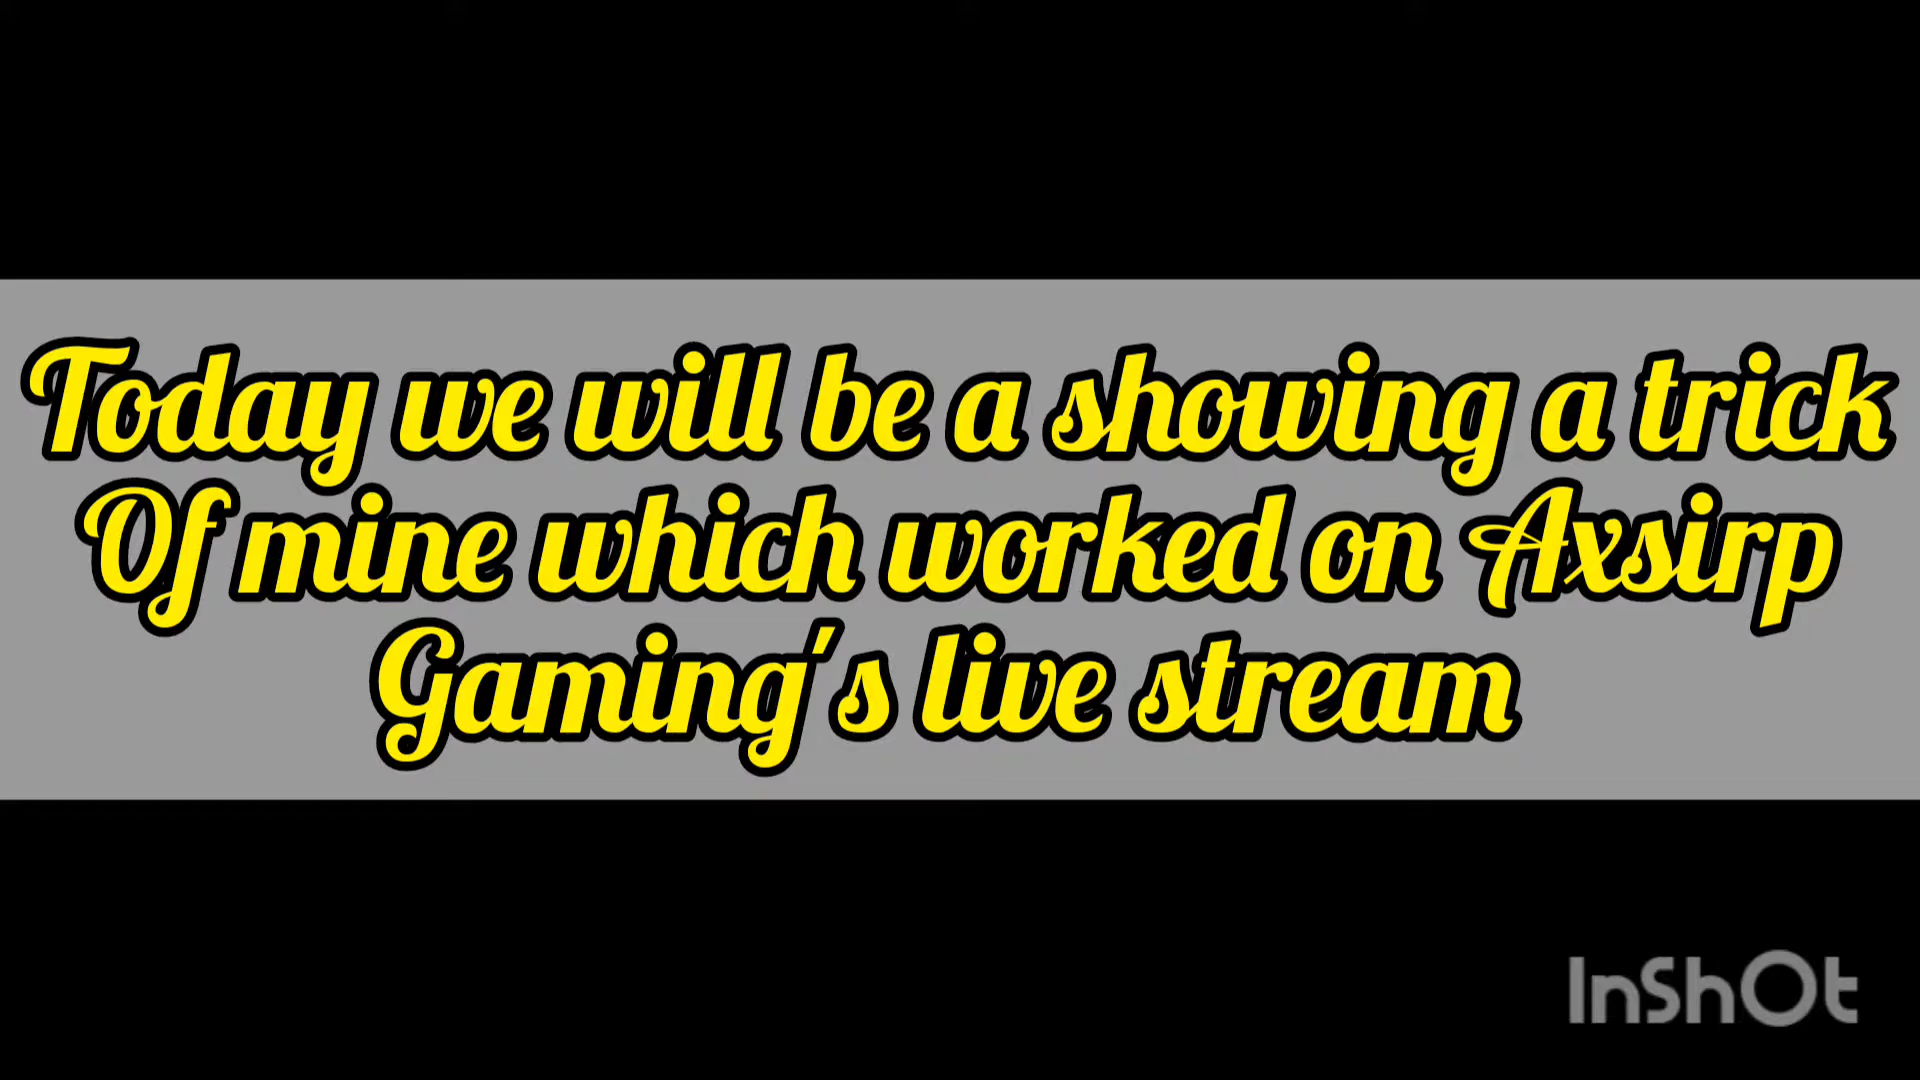 Today we will be a showing a trick
Of mine which worked on Axsirp
Gaming's live stream
InShOt